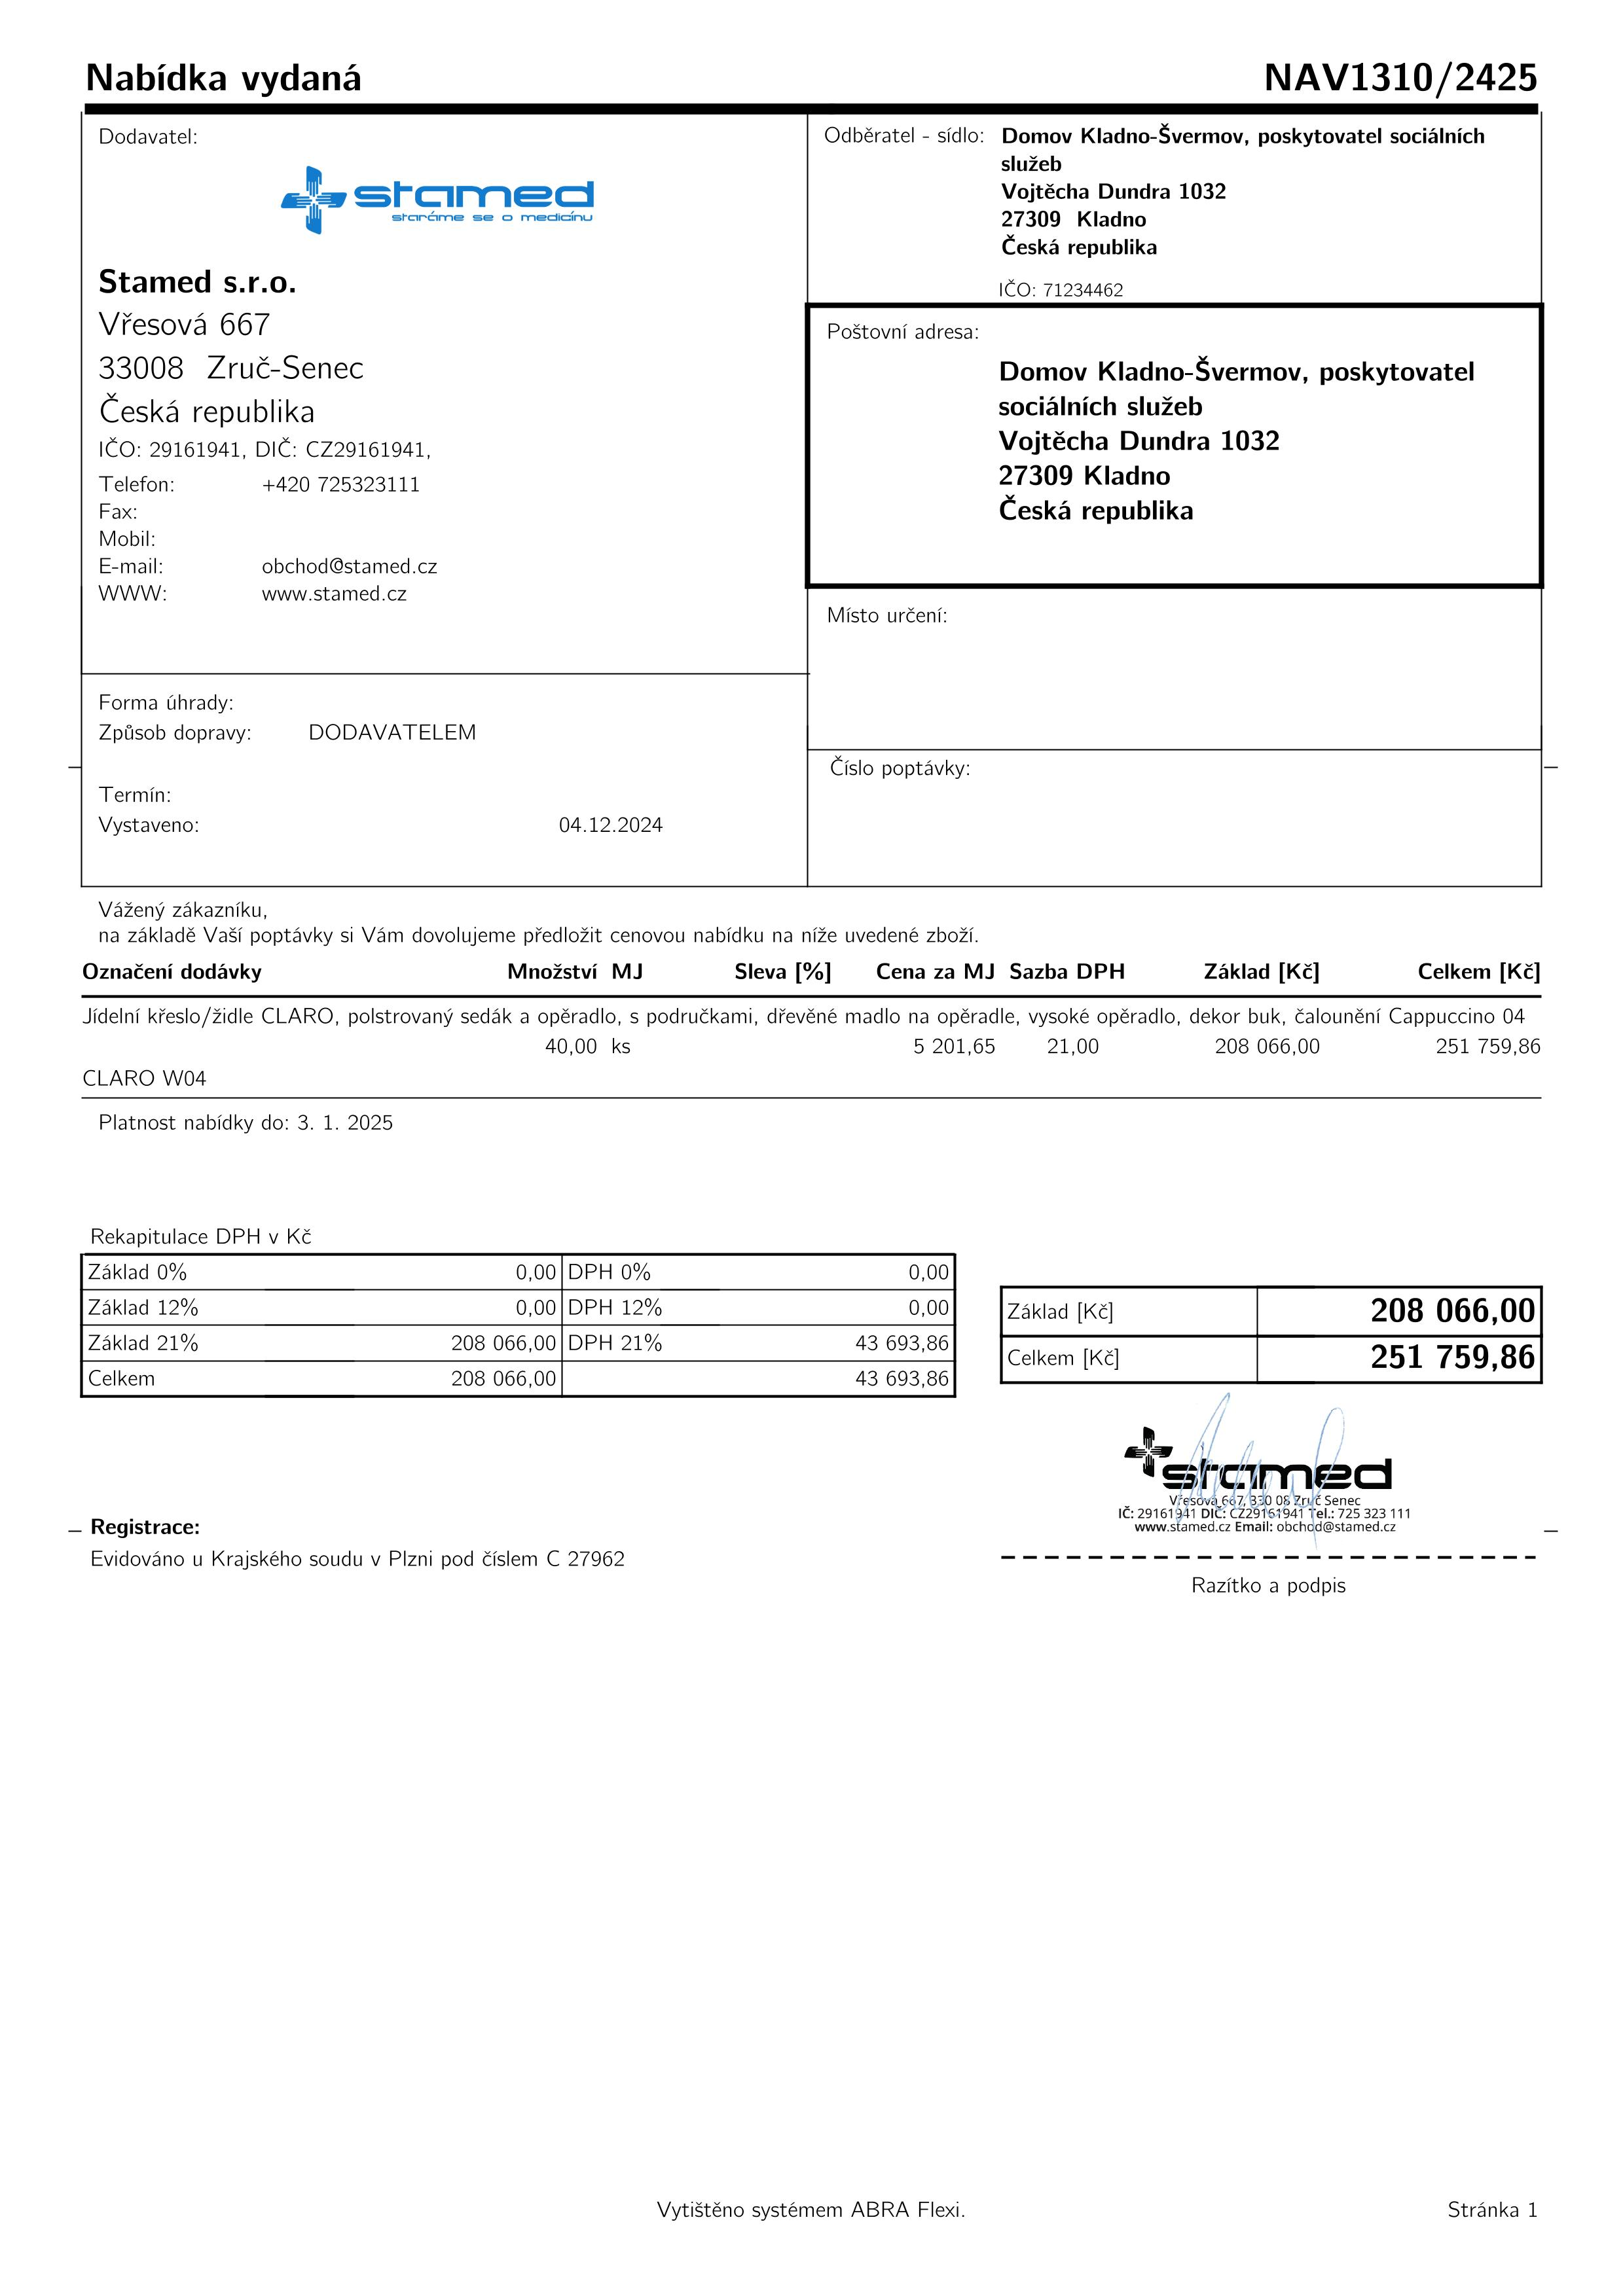 Nabídka vydaná NAV1310/2425
Dodavatel:
stamed
staráme se o medicínu
Stamed s.r.o.
Vřesová 667
33008 Zruč-Senec
Česká republika
IČO: 29161941, DIČ: CZ29161941,
Telefon: +420 725323111
Fax:
Mobil:
E-mail: obchod@stamed.cz
WWW: www.stamed.cz
Odběratel - sídlo: Domov Kladno-Švermov, poskytovatel sociálních
služeb
Vojtěcha Dundra 1032
27309 Kladno
Česká republika
IČO: 71234462
Poštovní adresa:
Domov Kladno-Švermov, poskytovatel
sociálních služeb
Vojtěcha Dundra 1032
27309 Kladno
Česká republika
Místo určení:
Forma úhrady:
Způsob dopravy: DODAVATELEM
Termín:
Vystaveno: 04.12.2024
Číslo poptávky:
Vážený zákazníku,
na základě Vaší poptávky si Vám dovolujeme předložit cenovou nabídku na níže uvedené zboží.
Označení dodávky Množství MJ Sleva [%] Cena za MJ Sazba DPH Základ [Kč] Celkem [Kč]
Jídelní křeslo/židle CLARO, polstrovaný sedák a opěradlo, s područkami, dřevěné madlo na opěradle, vysoké opěradlo, dekor buk, čalounění Cappuccino 04
40,00 ks 5 201,65 21,00 208 066,00 251 759,86
CLARO W04
Platnost nabídky do: 3. 1. 2025
Rekapitulace DPH v Kč
Základ 0% 0,00 DPH 0% 0,00
Základ 12% 0,00 DPH 12% 0,00
Základ 21% 208 066,00 DPH 21% 43 693,86
Celkem 208 066,00 43 693,86
Základ [Kč] 208 066,00
Celkem [Kč] 251 759,86
stamed
Vřesová 667, 330 08 Zruč Senec
IČ: 29161941 DIČ: CZ29161941 Tel.: 725 323 111
www.stamed.cz Email: obchod@stamed.cz
Razítko a podpis
Registrace:
Evidováno u Krajského soudu v Plzni pod číslem C 27962
Vytištěno systémem ABRA Flexi. Stránka 1